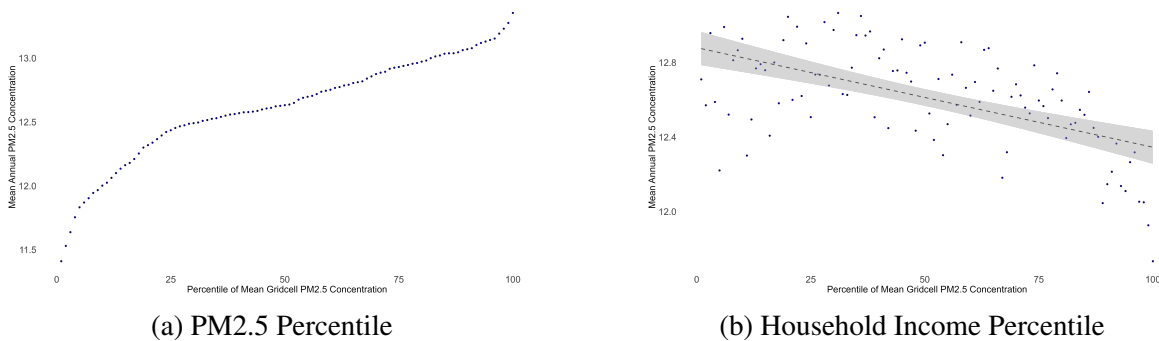 13.0
12.5
12.0
11.5
Mean Annual PM2.5 Concentration
0 25 50 75 100
Percentile of Mean Gridcell PM2.5 Concentration
(a) PM2.5 Percentile
12.8
12.4
12.0
Mean Annual PM2.5 Concentration
0 25 50 75 100
Percentile of Mean Gridcell PM2.5 Concentration
(b) Household Income Percentile